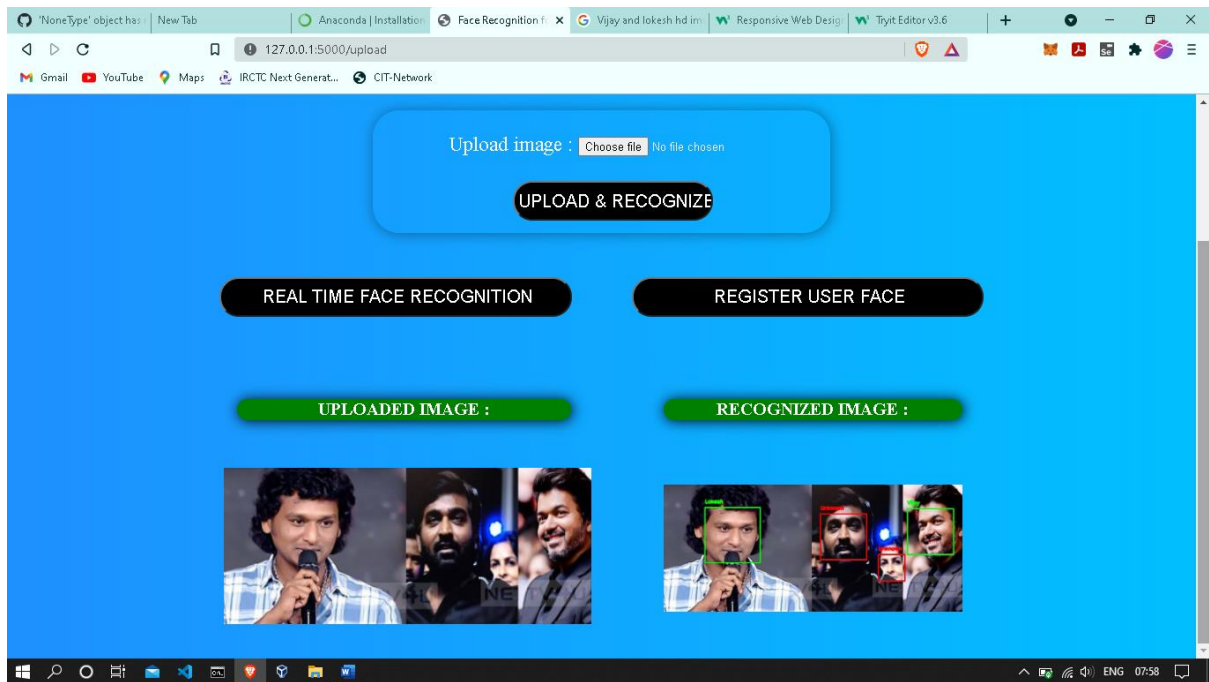 'NoneType' object has
New Tab
Anaconda | Installation
Face Recognition f
Vijay and lokesh hd im
Responsive Web Desig
Tryit Editor v3.6
127.0.0.1:5000/upload
Gmail
YouTube
Maps
IRCTC Next Generat...
CIT-Network
Upload image :
Choose file
No file chosen
UPLOAD & RECOGNIZE
REAL TIME FACE RECOGNITION
REGISTER USER FACE
UPLOADED IMAGE :
RECOGNIZED IMAGE :
ENG
07:58